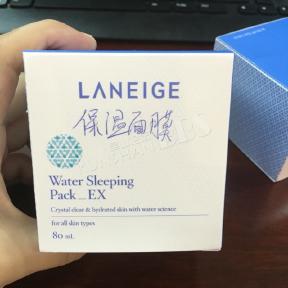 LANEIGE
保温面膜
Water Sleeping
Pack_EX
Crystal clear & hydrated skin with water science
for all skin types
80 mL